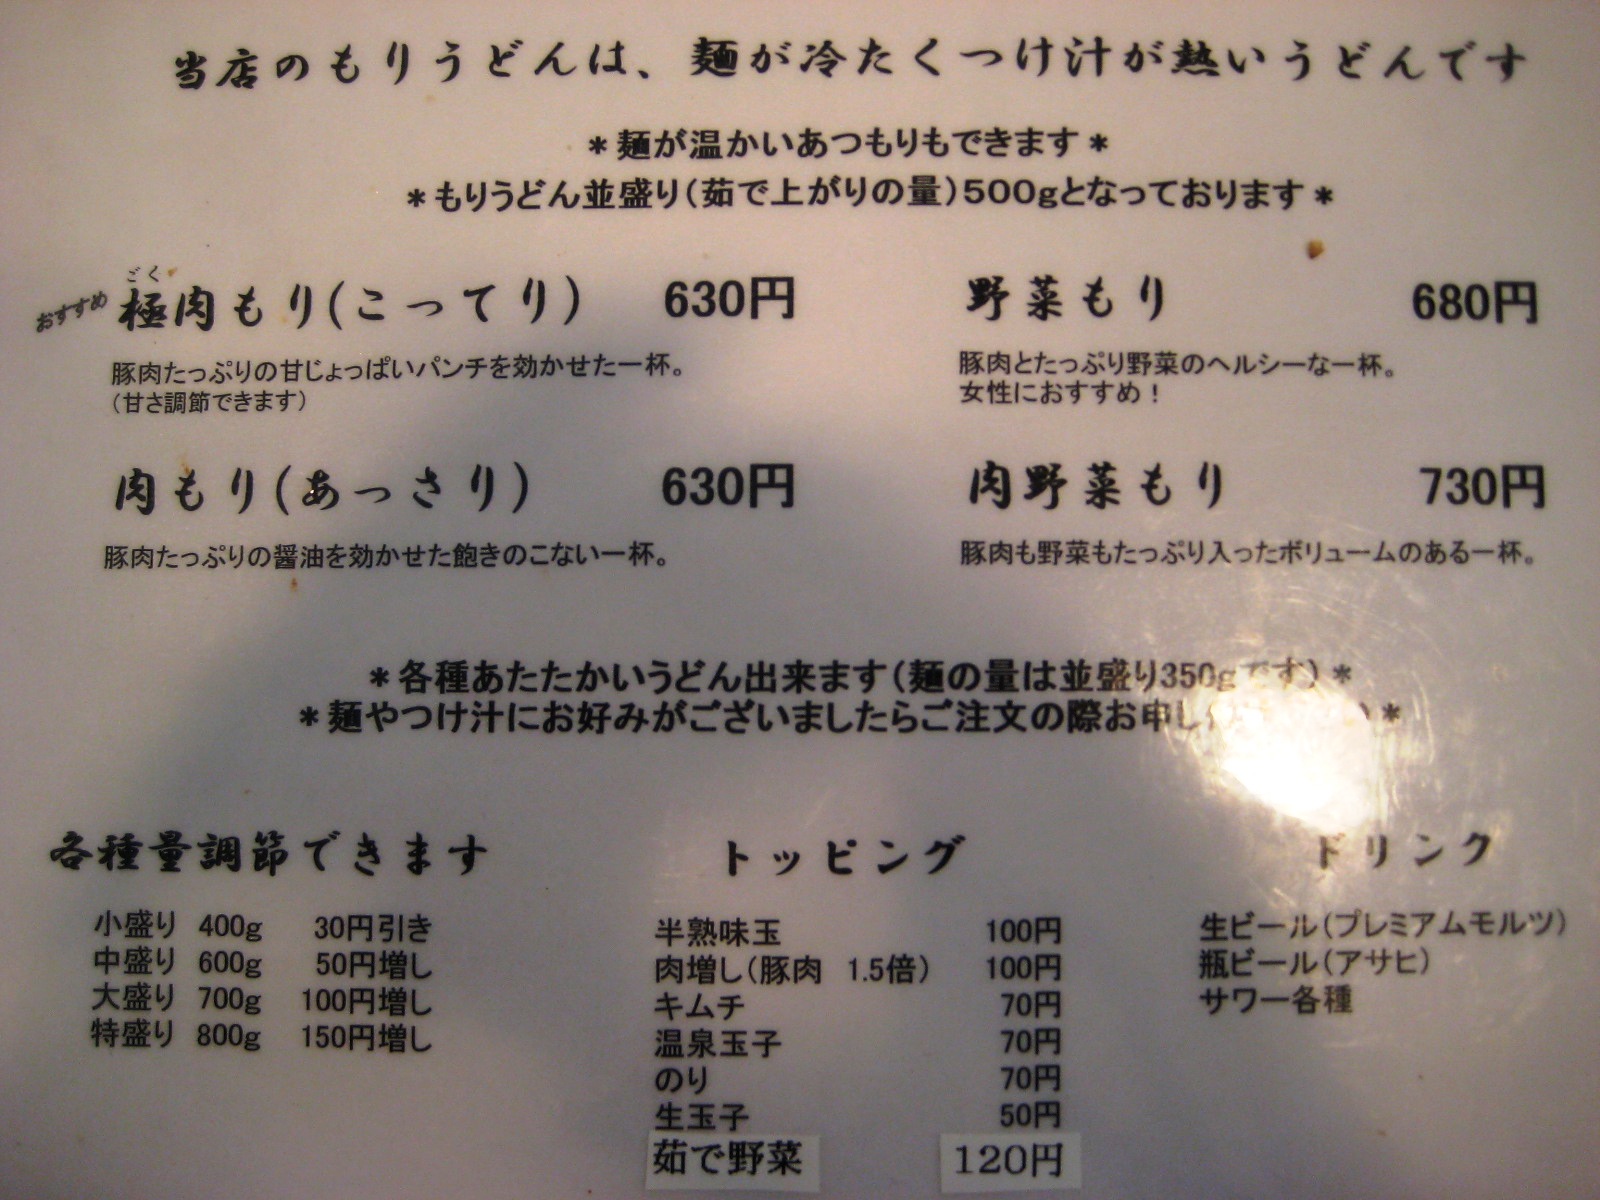 当店のもりうどんは、麺が冷たくつけ汁が熱いうどんです
＊麺が温かいあつもりもできます＊
＊もりうどん並盛り（茹で上がりの量）500gとなっております＊
おすすめ
ごく
極肉もり（こってり） 630円
豚肉たっぷりの甘じょっぱいパンチを効かせた一杯。
（甘さ調節できます）
野菜もり 680円
豚肉とたっぷり野菜のヘルシーな一杯。
女性におすすめ！
肉もり（あっさり） 630円
豚肉たっぷりの醤油を効かせた飽きのこない一杯。
肉野菜もり 730円
豚肉も野菜もたっぷり入ったボリュームのある一杯。
＊各種あたたかいうどん出来ます（麺の量は並盛り350gです）＊
＊麺やつけ汁にお好みがございましたらご注文の際お申し ＊
各種量調節できます
小盛り 400g 30円引き
中盛り 600g 50円増し
大盛り 700g 100円増し
特盛り 800g 150円増し
トッピング
半熟味玉 100円
肉増し（豚肉 1.5倍） 100円
キムチ 70円
温泉玉子 70円
のり 70円
生玉子 50円
茹で野菜 120円
ドリンク
生ビール（プレミアムモルツ）
瓶ビール（アサヒ）
サワー各種